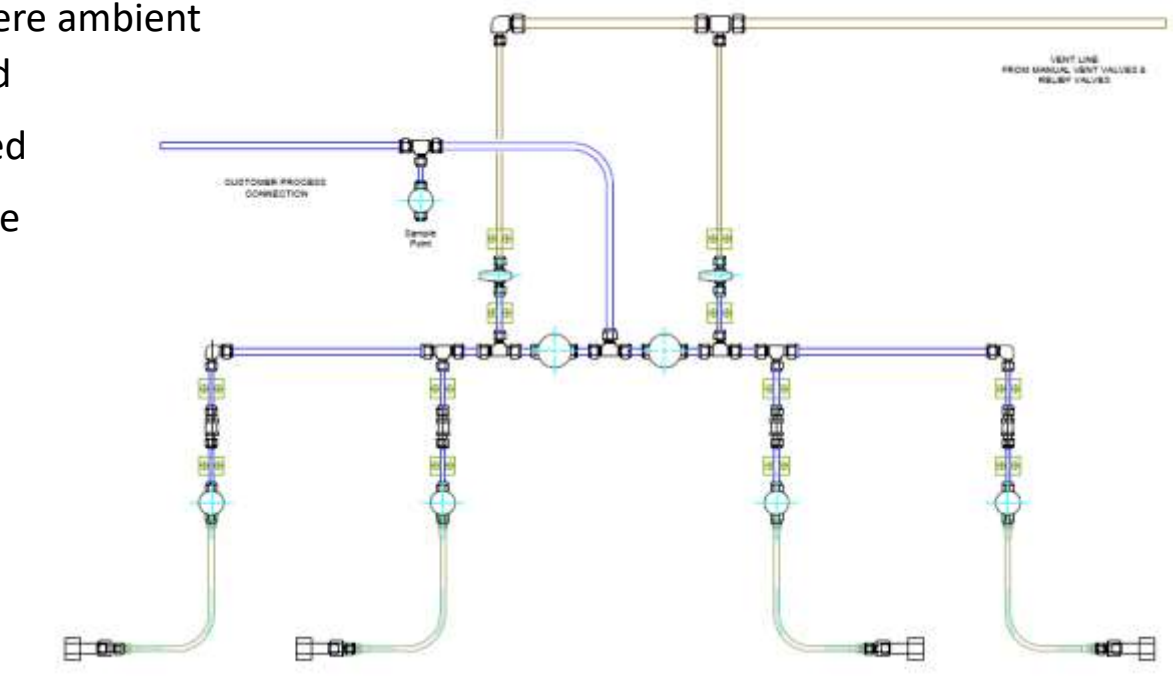 ere ambient
d
ed
e
VENT LINE
FROM MANUAL VENT VALVES &
RELIEF VALVES
CUSTOMER PROCESS
CONNECTION
Sample
Point